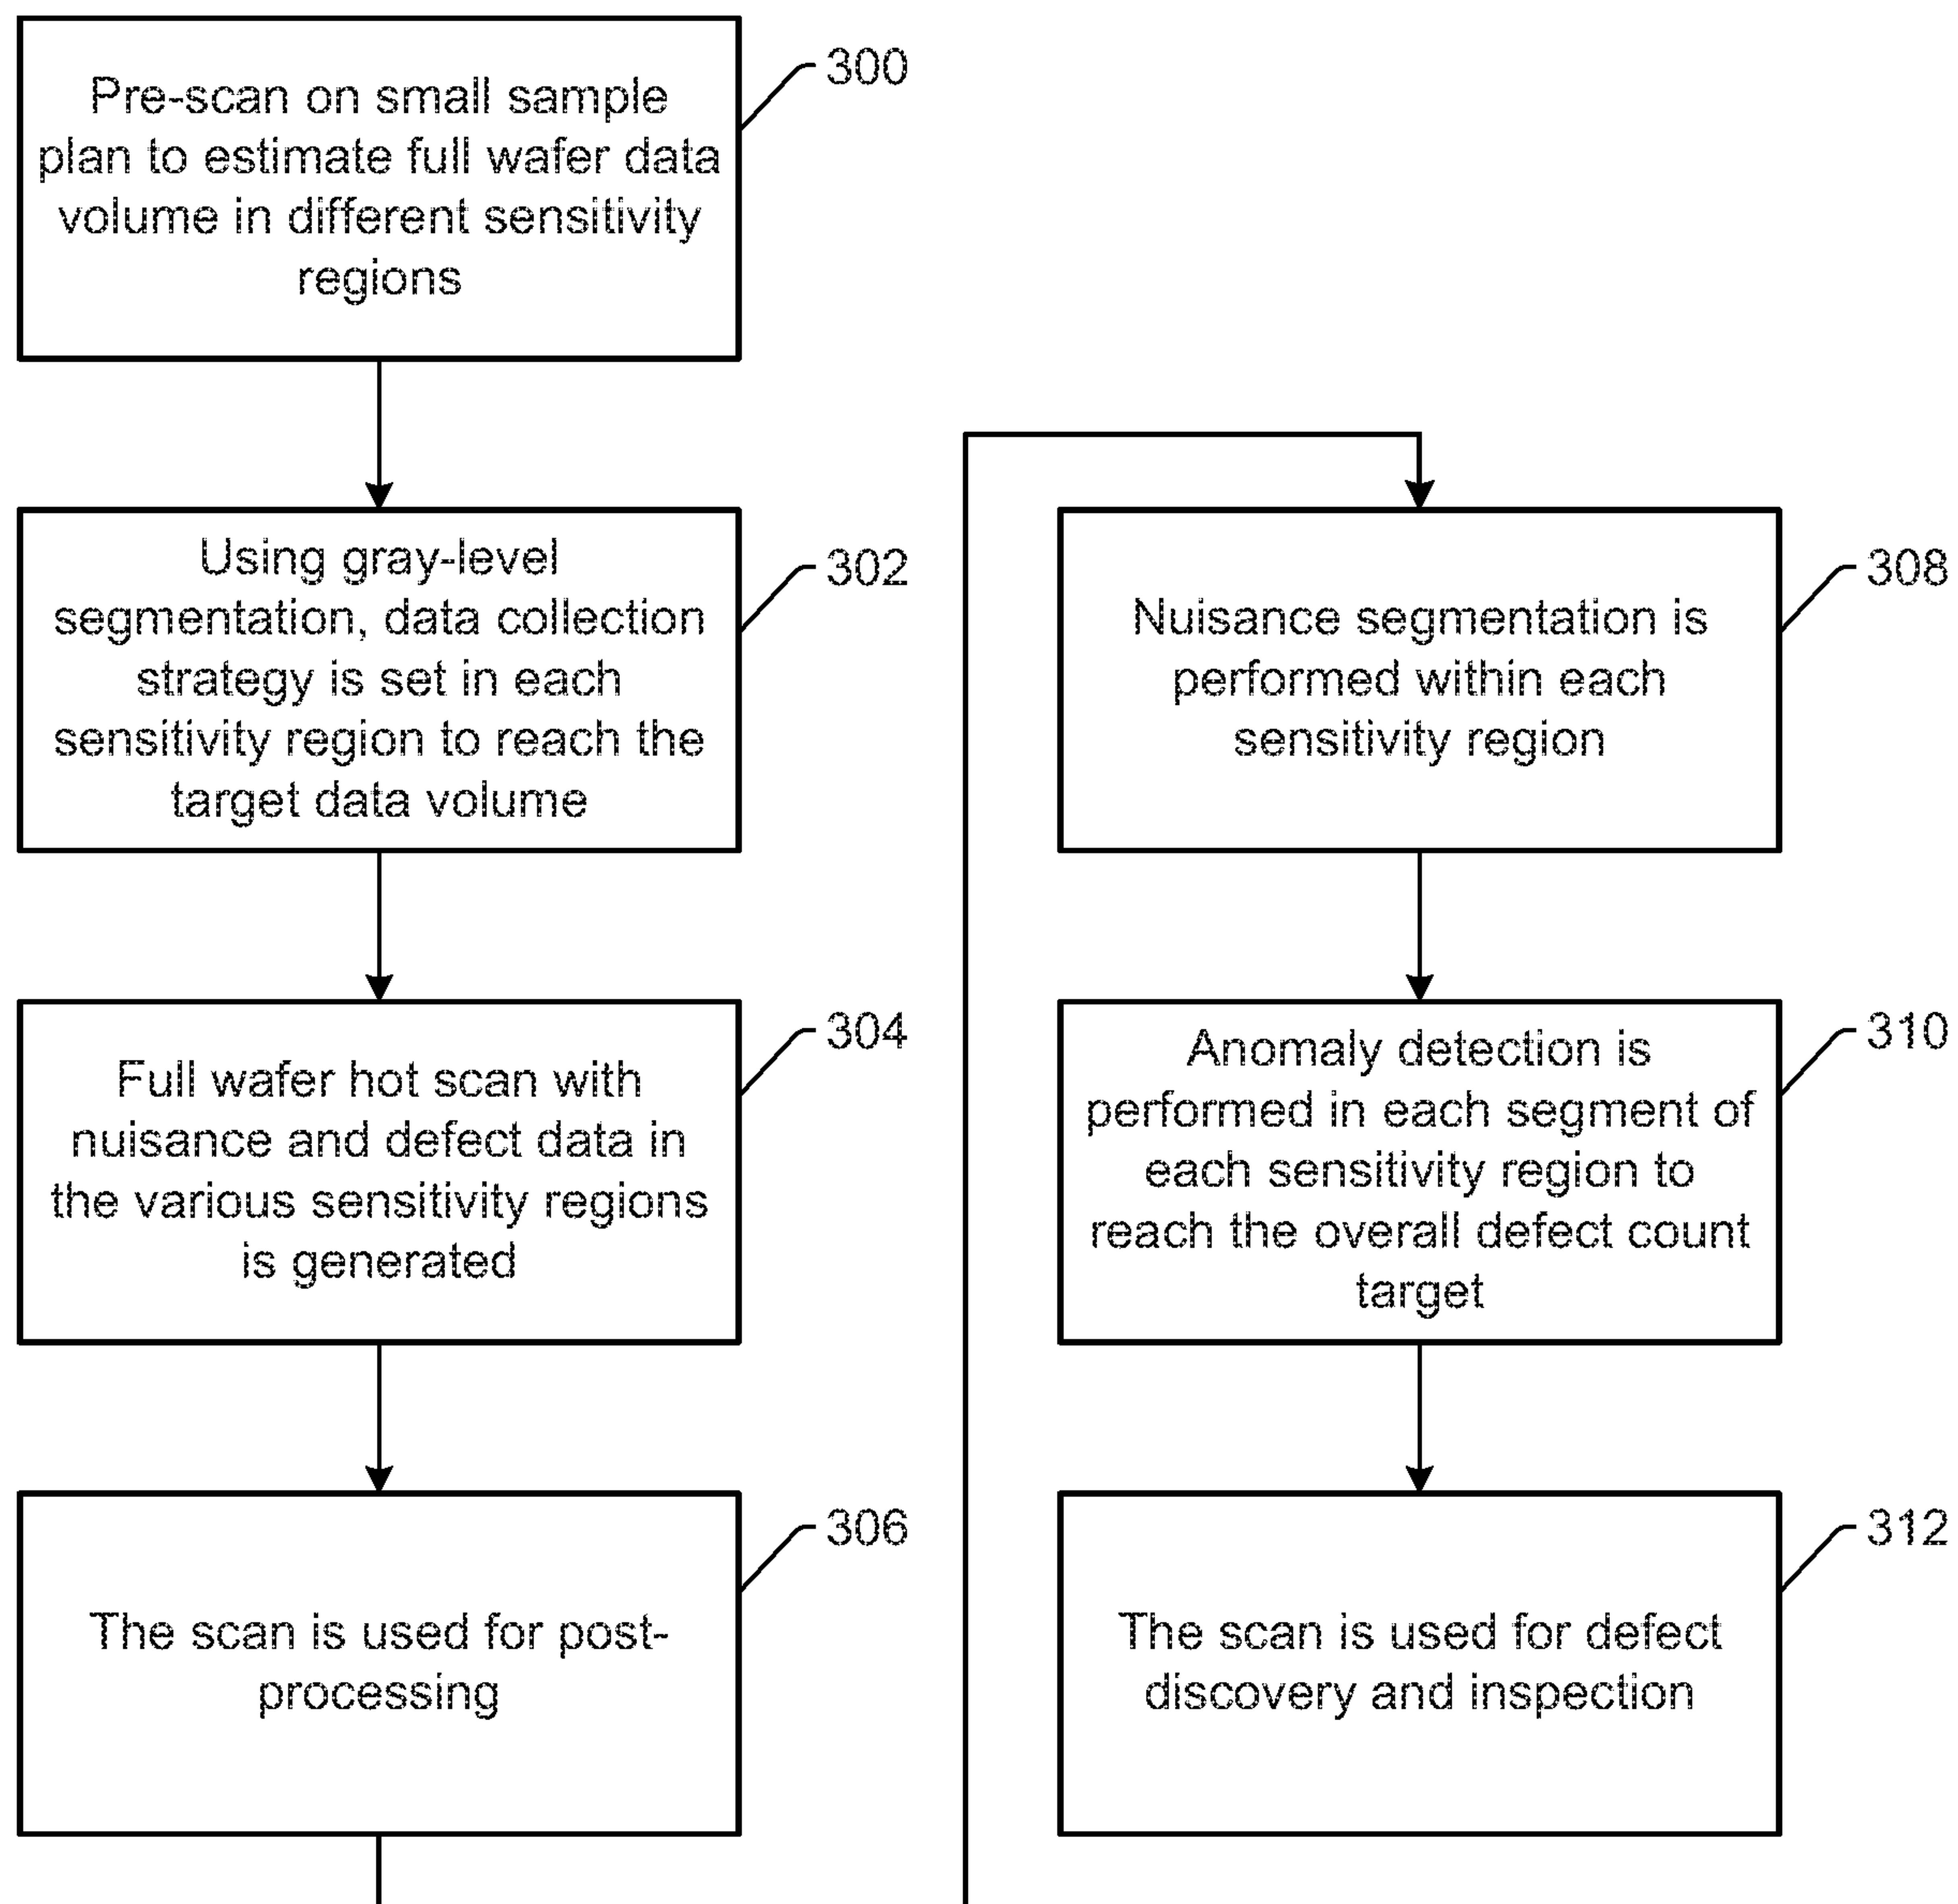 Pre-scan on small sample
plan to estimate full wafer data
volume in different sensitivity
regions
300
Using gray-level
segmentation, data collection
strategy is set in each
sensitivity region to reach the
target data volume
302
Full wafer hot scan with
nuisance and defect data in
the various sensitivity regions
is generated
304
The scan is used for post-
processing
306
Nuisance segmentation is
performed within each
sensitivity region
308
Anomaly detection is
performed in each segment of
each sensitivity region to
reach the overall defect count
target
310
The scan is used for defect
discovery and inspection
312